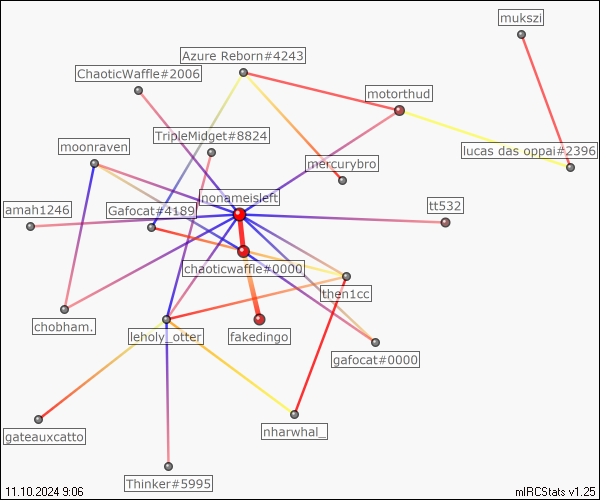 mukszi
Azure Reborn#4243
ChaoticWaffle#2006
motorthud
TripleMidget#8824
moonraven
lucas das oppai#2396
mercurybro
nonameisleft
amah1246
Gafocat#4189
tt532
chaoticwaffle#0000
then1cc
chobham.
leholy_otter
fakedingo
gafocat#0000
nharwhal_
gateauxcatto
Thinker#5995
11.10.2024 9:06
mIRCStats v1.25